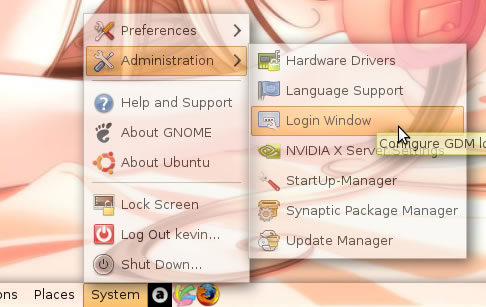 Preferences
Administration
Help and Support
About GNOME
About Ubuntu
Lock Screen
Log Out kevin...
Shut Down...
Hardware Drivers
Language Support
Login Window
Configure GDM lo
NVIDIA X Server Settings
StartUp-Manager
Synaptic Package Manager
Update Manager
ons Places System a